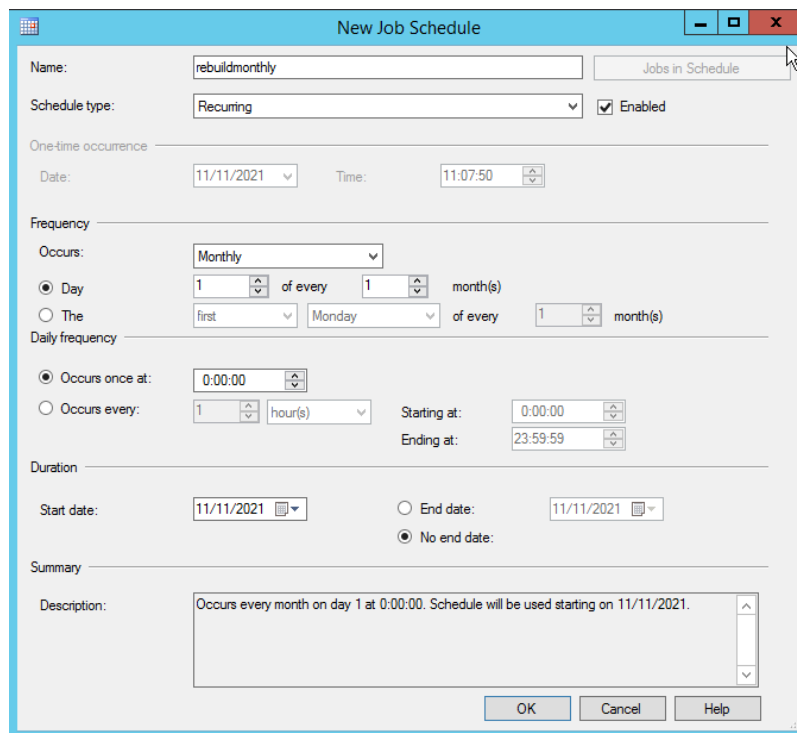 New Job Schedule
Name: rebuildmonthly Jobs in Schedule
Schedule type: Recurring Enabled
One-time occurrence
Date: 11/11/2021 Time: 11:07:50
Frequency
Occurs: Monthly
Day 1 of every 1 month(s)
The first Monday of every 1 month(s)
Daily frequency
Occurs once at: 0:00:00
Occurs every: 1 hour(s) Starting at: 0:00:00
Ending at: 23:59:59
Duration
Start date: 11/11/2021 End date: 11/11/2021
No end date:
Summary
Description: Occurs every month on day 1 at 0:00:00. Schedule will be used starting on 11/11/2021.
OK Cancel Help